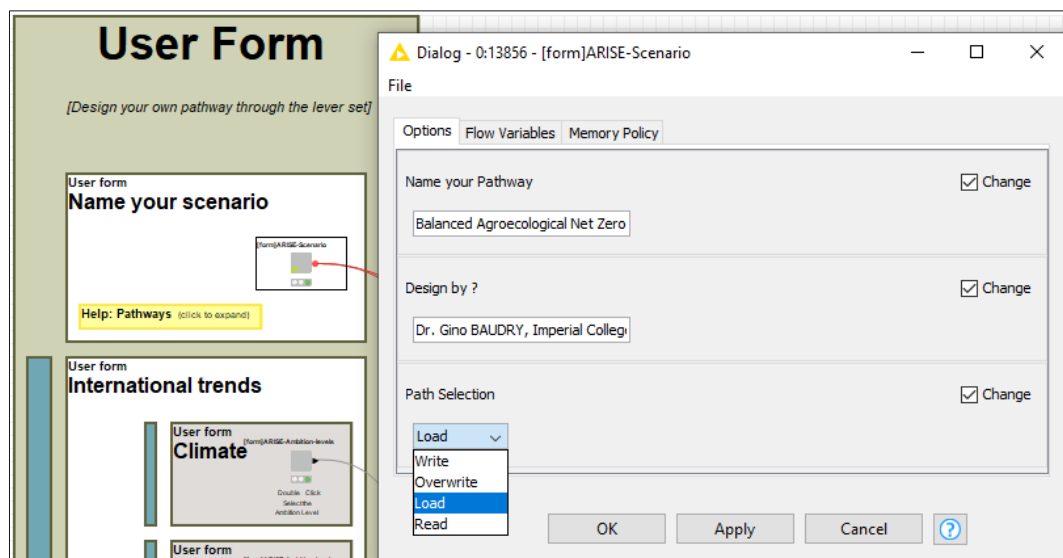 User Form
[Design your own pathway through the lever set]
User form
Name your scenario
[form]ARISE-Scenario
Help: Pathways (click to expand)
User form
International trends
User form
Climate
[form]ARISE-Ambition-levels
Double Click
Selectthe
Ambition Level
User form
Dialog - 0:13856 - [form]ARISE-Scenario
File
Options
Flow Variables
Memory Policy
Name your Pathway
Change
Balanced Agroecological Net Zero
Design by ?
Change
Dr. Gino BAUDRY, Imperial Colleg
Path Selection
Change
Load
Write
Overwrite
Load
Read
OK
Apply
Cancel
?